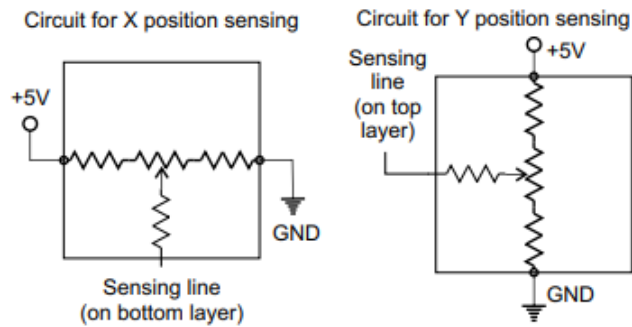 Circuit for X position sensing
+5V
GND
Sensing line
(on bottom layer)
Circuit for Y position sensing
Sensing
line
(on top
layer)
+5V
GND